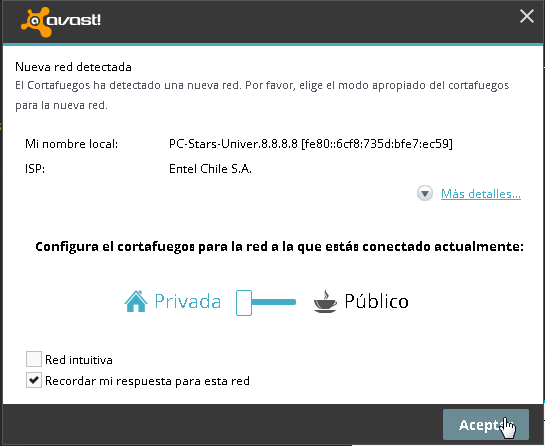 avast!
Nueva red detectada
El Cortafuegos ha detectado una nueva red. Por favor, elige el modo apropiado del cortafuegos
para la nueva red.
Mi nombre local: PC-Stars-Univer.8.8.8.8 [fe80::6cf8:735d:bfe7:ec59]
ISP: Entel Chile S.A.
Más detalles...
Configura el cortafuegos para la red a la que estás conectado actualmente:
Privada Público
Red intuitiva
Recordar mi respuesta para esta red